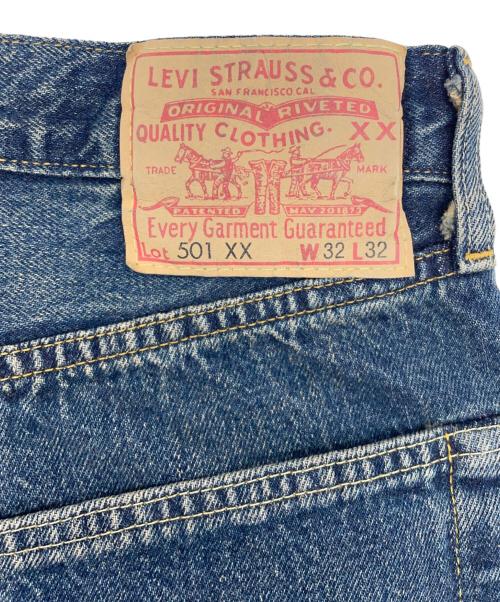 LEVI STRAUSS & CO.
SAN FRANCISCO CAL
ORIGINAL RIVETED
QUALITY CLOTHING. XX
TRADE MARK
PATENTED MAY 20 1873
Every Garment Guaranteed
Lot 501 XX W 32 L 32